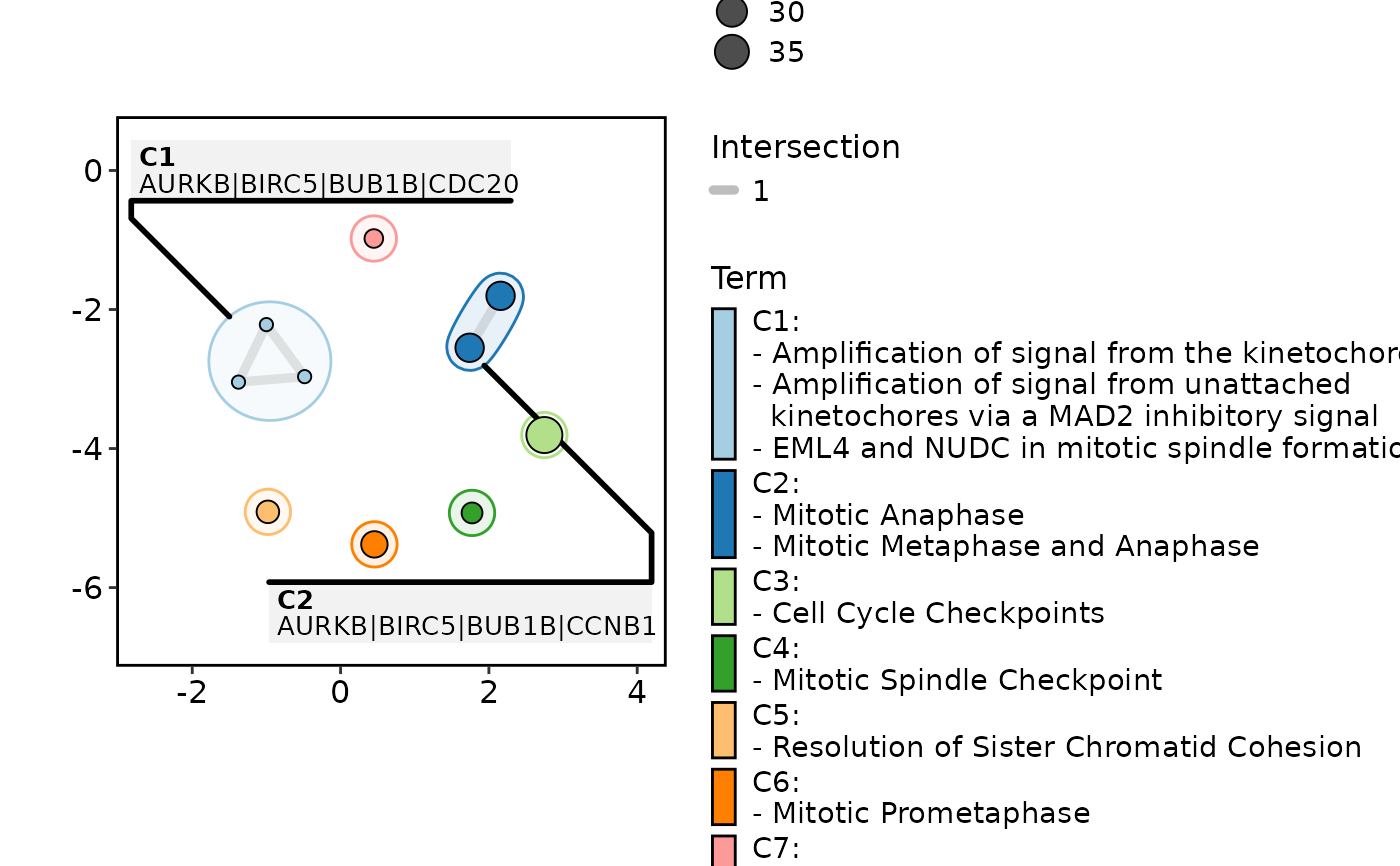 30
35
C1
AURKB|BIRC5|BUB1B|CDC20
C2
AURKB|BIRC5|BUB1B|CCNB1
0
-2
-4
-6
-2
0
2
4
Intersection
1
Term
C1:
- Amplification of signal from the
- Amplification of signal from unattached
kinetochores via a MAD2 inhibitory signal
- EML4 and NUDC in mitotic spindle
C2:
- Mitotic Anaphase
- Mitotic Metaphase and Anaphase
C3:
- Cell Cycle Checkpoints
C4:
- Mitotic Spindle Checkpoint
C5:
- Resolution of Sister Chromatid Cohesion
C6:
- Mitotic Prometaphase
C7: